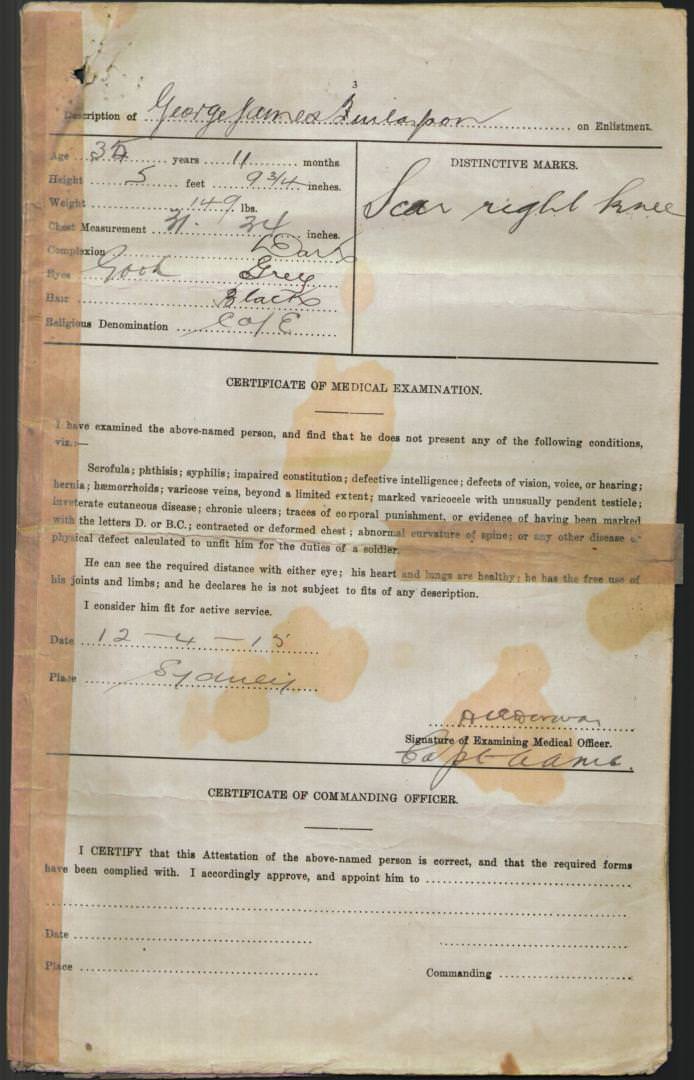 3
Description of George James on Enlistment.
Age years 11 months
Height 5 feet 9 3/4 inches.
Weight 149 lbs.
Chest Measurement 31. 34 inches.
Complexion Dark
Eyes Good Grey
Hair Black
Religious Denomination C of E
DISTINCTIVE MARKS.
Scar right knee
CERTIFICATE OF MEDICAL EXAMINATION.
I have examined the above-named person, and find that he does not present any of the following conditions,
viz.:—
Scrofula; phthisis; syphilis; impaired constitution; defective intelligence; defects of vision, voice, or hearing;
hernia; hæmorrhoids; varicose veins, beyond a limited extent; marked varicocele with unusually pendent testicle;
inveterate cutaneous disease; chronic ulcers; traces of corporal punishment, or evidence of having been marked
with the letters D. or B.C.; contracted or deformed chest; abnormal curvature of spine; or any other disease or
physical defect calculated to unfit him for the duties of a soldier.
He can see the required distance with either eye; his heart and lungs are healthy; he has the free use of
his joints and limbs; and he declares he is not subject to fits of any description.
I consider him fit for active service.
Date 12-4-15
Place Sydney
Signature of Examining Medical Officer.
Capt AAMC.
CERTIFICATE OF COMMANDING OFFICER.
I CERTIFY that this Attestation of the above-named person is correct, and that the required forms
have been complied with. I accordingly approve, and appoint him to
Date
Place
Commanding